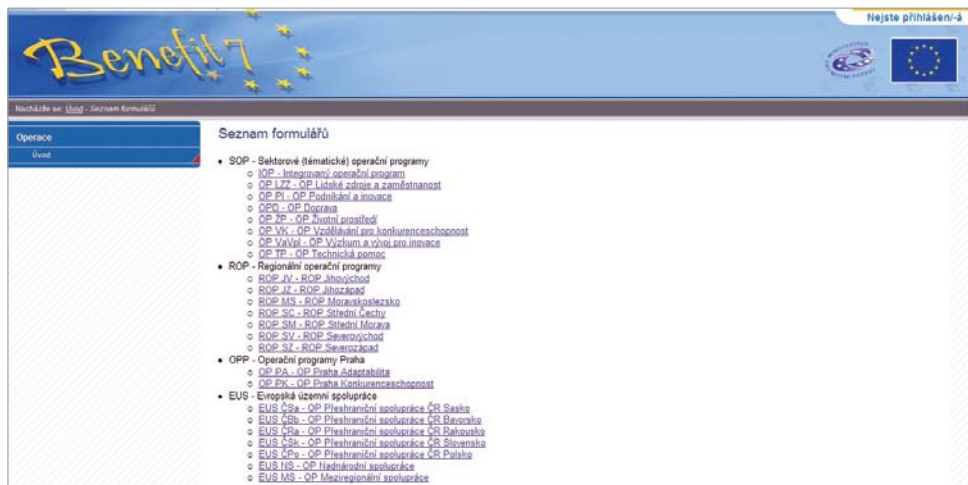 Nejste přihlášen/-á
Benefit7
Nacházíte se: Úvod - Seznam formulářů
Operace
Úvod
Seznam formulářů
• SOP - Sektorové (tématické) operační programy
o IOP - Integrovaný operační program
o OP LZZ - OP Lidské zdroje a zaměstnanost
o OP PI - OP Podnikání a inovace
o OPD - OP Doprava
o OP ŽP - OP Životní prostředí
o OP VK - OP Vzdělávání pro konkurenceschopnost
o OP VaVpI - OP Výzkum a vývoj pro inovace
o OP TP - OP Technická pomoc
• ROP - Regionální operační programy
o ROP JV - ROP Jihovýchod
o ROP JZ - ROP Jihozápad
o ROP MS - ROP Moravskoslezsko
o ROP SC - ROP Střední Čechy
o ROP SM - ROP Střední Morava
o ROP SV - ROP Severovýchod
o ROP SZ - ROP Severozápad
• OPP - Operační programy Praha
o OP PA - OP Praha Adaptabilita
o OP PK - OP Praha Konkurenceschopnost
• EUS - Evropská územní spolupráce
o EUS ČSa - OP Přeshraniční spolupráce ČR Sasko
o EUS ČBb - OP Přeshraniční spolupráce ČR Bavorsko
o EUS ČRa - OP Přeshraniční spolupráce ČR Rakousko
o EUS ČSk - OP Přeshraniční spolupráce ČR Slovensko
o EUS ČPo - OP Přeshraniční spolupráce ČR Polsko
o EUS NS - OP Nadnárodní spolupráce
o EUS MS - OP Meziregionální spolupráce